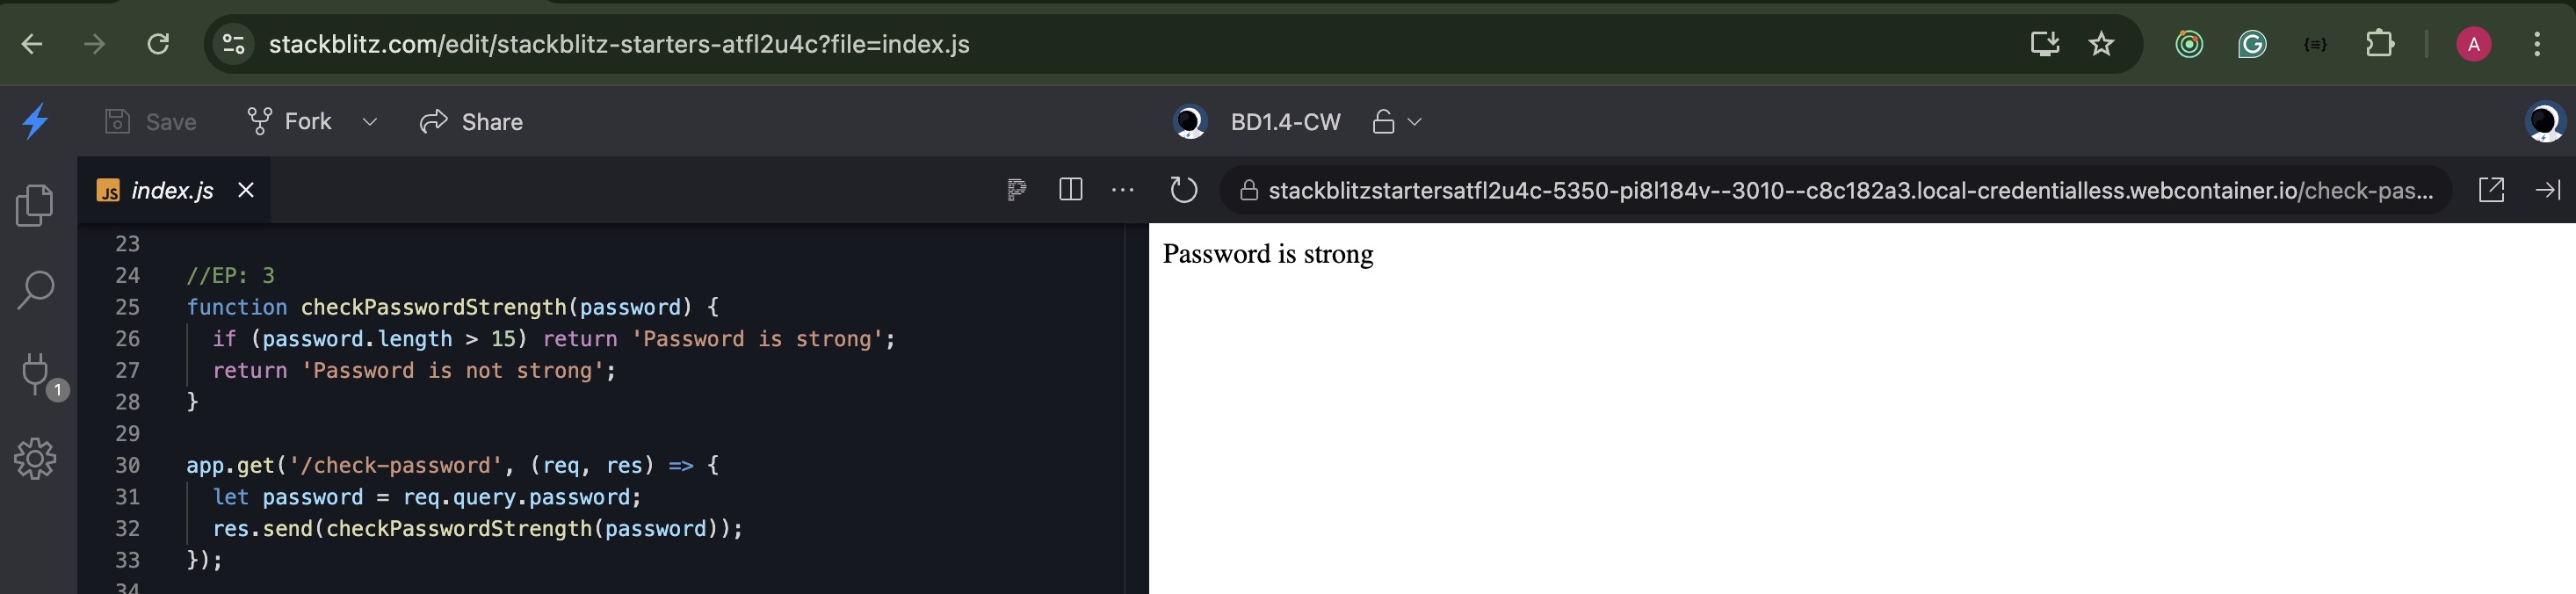 stackblitz.com/edit/stackblitz-starters-atfl2u4c?file=index.js
A
Save
Fork
Share
BD1.4-CW
JS index.js
stackblitzstartersatfl2u4c-5350-pi8l184v--3010--c8c182a3.local-credentialless.webcontainer.io/check-pas...
1
23
24 //EP: 3
25 function checkPasswordStrength(password) {
26 if (password.length > 15) return 'Password is strong';
27 return 'Password is not strong';
28 }
29
30 app.get('/check-password', (req, res) => {
31 let password = req.query.password;
32 res.send(checkPasswordStrength(password));
33 });
34
Password is strong